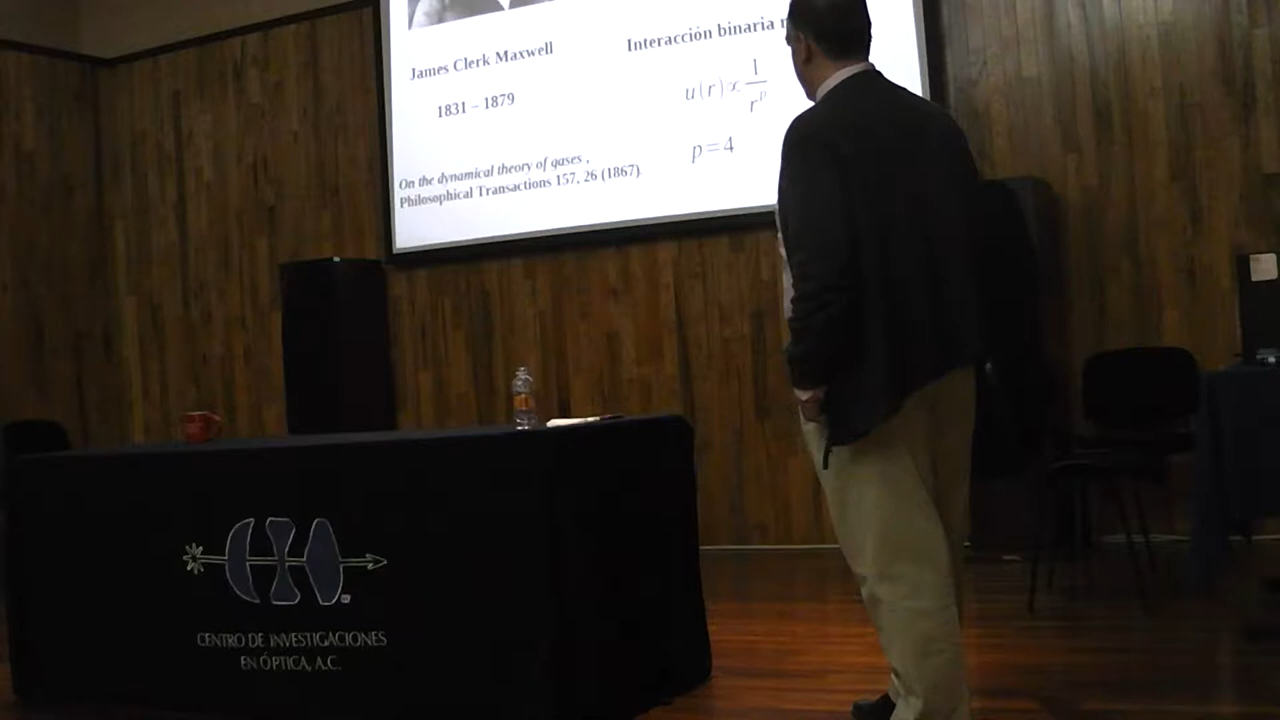 James Clerk Maxwell
1831 – 1879
On the dynamical theory of gases ,
Philosophical Transactions 157, 26 (1867)
Interacción binaria
u(r) ∝ 1/r^p
p=4
CENTRO DE INVESTIGACIONES
EN ÓPTICA, A.C.